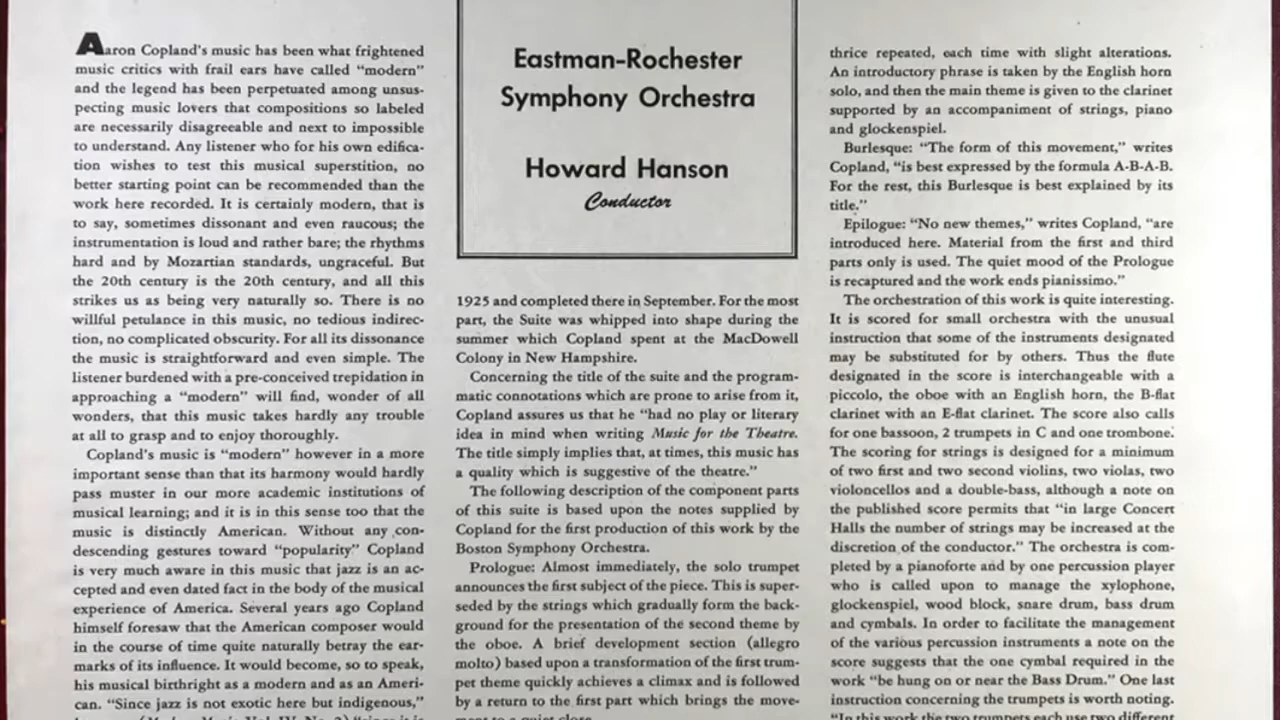 Aaron Copland's music has been what frightened
music critics with frail ears have called "modern"
and the legend has been perpetuated among unsus-
pecting music lovers that compositions so labeled
are necessarily disagreeable and next to impossible
to understand. Any listener who for his own edifica-
tion wishes to test this musical superstition, no
better starting point can be recommended than the
work here recorded. It is certainly modern, that is
to say, sometimes dissonant and even raucous; the
instrumentation is loud and rather bare; the rhythms
hard and by Mozartian standards, ungraceful. But
the 20th century is the 20th century, and all this
strikes us as being very naturally so. There is no
willful petulance in this music, no tedious indirec-
tion, no complicated obscurity. For all its dissonance
the music is straightforward and even simple. The
listener burdened with a pre-conceived trepidation in
approaching a "modern" will find, wonder of all
wonders, that this music takes hardly any trouble
at all to grasp and to enjoy thoroughly.
Copland's music is "modern" however in a more
important sense than that its harmony would hardly
pass muster in our more academic institutions of
musical learning; and it is in this sense too that the
music is distinctly American. Without any con-
descending gestures toward "popularity" Copland
is very much aware in this music that jazz is an ac-
cepted and even dated fact in the body of the musical
experience of America. Several years ago Copland
himself foresaw that the American composer would
in the course of time quite naturally betray the ear-
marks of its influence. It would become, so to speak,
his musical birthright as a modern and as an Ameri-
can. "Since jazz is not exotic here but indigenous,"
Eastman-Rochester
Symphony Orchestra
Howard Hanson
Conductor
1925 and completed there in September. For the most
part, the Suite was whipped into shape during the
summer which Copland spent at the MacDowell
Colony in New Hampshire.
Concerning the title of the suite and the program-
matic connotations which are prone to arise from it,
Copland assures us that he "had no play or literary
idea in mind when writing Music for the Theatre.
The title simply implies that, at times, this music has
a quality which is suggestive of the theatre."
The following description of the component parts
of this suite is based upon the notes supplied by
Copland for the first production of this work by the
Boston Symphony Orchestra.
Prologue: Almost immediately, the solo trumpet
announces the first subject of the piece. This is super-
seded by the strings which gradually form the back-
ground for the presentation of the second theme by
the oboe. A brief development section (allegro
molto) based upon a transformation of the first trum-
pet theme quickly achieves a climax and is followed
by a return to the first part which brings the move-
ment to a quiet close.
thrice repeated, each time with slight alterations.
An introductory phrase is taken by the English horn
solo, and then the main theme is given to the clarinet
supported by an accompaniment of strings, piano
and glockenspiel.
Burlesque: "The form of this movement," writes
Copland, "is best expressed by the formula A-B-A-B.
For the rest, this Burlesque is best explained by its
title."
Epilogue: "No new themes," writes Copland, "are
introduced here. Material from the first and third
parts only is used. The quiet mood of the Prologue
is recaptured and the work ends pianissimo."
The orchestration of this work is quite interesting.
It is scored for small orchestra with the unusual
instruction that some of the instruments designated
may be substituted for by others. Thus the flute
designated in the score is interchangeable with a
piccolo, the oboe with an English horn, the B-flat
clarinet with an E-flat clarinet. The score also calls
for one bassoon, 2 trumpets in C and one trombone.
The scoring for strings is designed for a minimum
of two first and two second violins, two violas, two
violoncellos and a double-bass, although a note on
the published score permits that "in large Concert
Halls the number of strings may be increased at the
discretion of the conductor." The orchestra is com-
pleted by a pianoforte and by one percussion player
who is called upon to manage the xylophone,
glockenspiel, wood block, snare drum, bass drum
and cymbals. In order to facilitate the management
of the various percussion instruments a note on the
score suggests that the one cymbal required in the
work "be hung on or near the Bass Drum." One last
instruction concerning the trumpets is worth noting.
"In this work the two trumpets each use two different